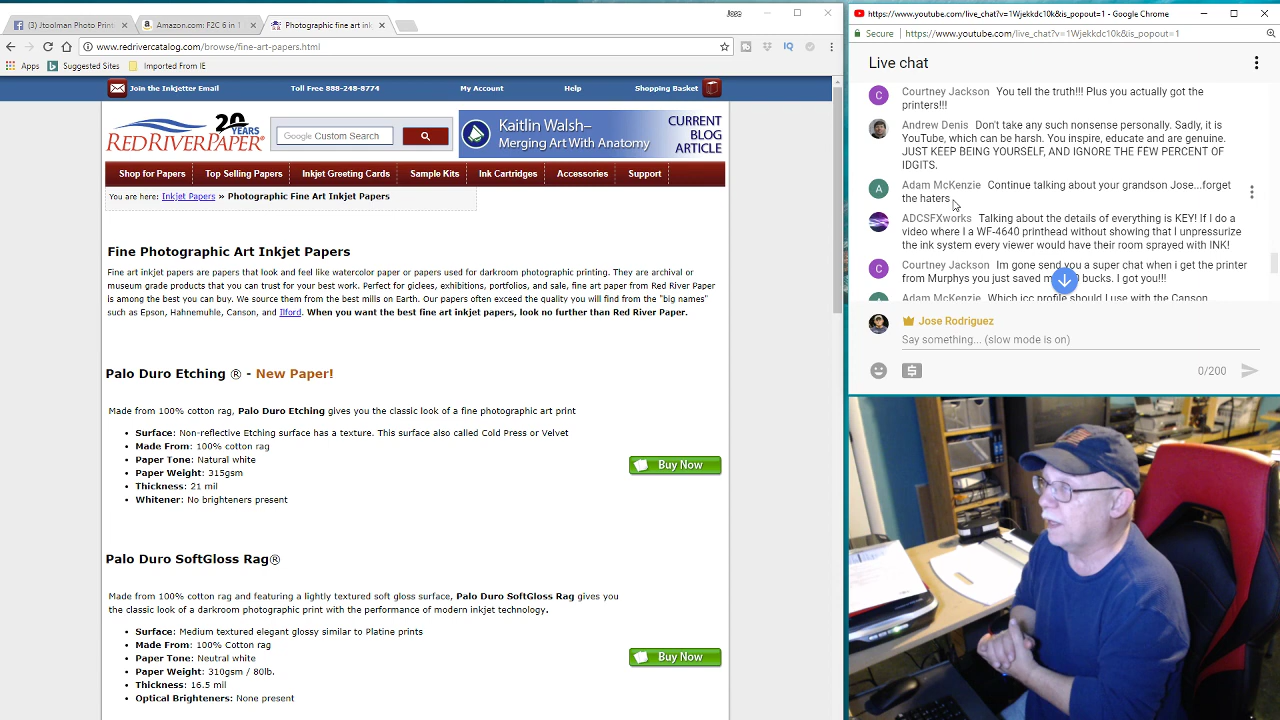 (3) Jtoolman Photo Print
Amazon.com: F2C 6 in 1
Photographic fine art ink
Jose
www.redrivercatalog.com/browse/fine-art-papers.html
IQ
Apps
Suggested Sites
Imported From IE
Join the Inkjetter Email
Toll Free 888-248-8774
My Account
Help
Shopping Basket
20
YEARS
REDRIVERPAPER
Google Custom Search
Kaitlin Walsh–
Merging Art With Anatomy
CURRENT
BLOG
ARTICLE
Shop for Papers
Top Selling Papers
Inkjet Greeting Cards
Sample Kits
Ink Cartridges
Accessories
Support
You are here: Inkjet Papers » Photographic Fine Art Inkjet Papers
Fine Photographic Art Inkjet Papers
Fine art inkjet papers are papers that look and feel like watercolor paper or papers used for darkroom photographic printing. They are archival or
museum grade products that you can trust for your best work. Perfect for giclees, exhibitions, portfolios, and sale, fine art paper from Red River Paper
is among the best you can buy. We source them from the best mills on Earth. Our papers often exceed the quality you will find from the "big names"
such as Epson, Hahnemuhle, Canson, and Ilford. When you want the best fine art inkjet papers, look no further than Red River Paper.
Palo Duro Etching ® - New Paper!
Made from 100% cotton rag, Palo Duro Etching gives you the classic look of a fine photographic art print
• Surface: Non-reflective Etching surface has a texture. This surface also called Cold Press or Velvet
• Made From: 100% cotton rag
• Paper Tone: Natural white
• Paper Weight: 315gsm
• Thickness: 21 mil
• Whitener: No brighteners present
Buy Now
Palo Duro SoftGloss Rag®
Made from 100% cotton rag and featuring a lightly textured soft gloss surface, Palo Duro SoftGloss Rag gives you
the classic look of a darkroom photographic print with the performance of modern inkjet technology.
• Surface: Medium textured elegant glossy similar to Platine prints
• Made From: 100% Cotton rag
• Paper Tone: Neutral white
• Paper Weight: 310gsm / 80lb.
• Thickness: 16.5 mil
• Optical Brighteners: None present
Buy Now
https://www.youtube.com/live_chat?v=1Wjekkdc10k&is_popout=1 - Google Chrome
Secure https://www.youtube.com/live_chat?v=1Wjekkdc10k&is_popout=1
Live chat
C Courtney Jackson You tell the truth!!! Plus you actually got the
printers!!!
Andrew Denis Don't take any such nonsense personally. Sadly, it is
YouTube, which can be harsh. You inspire, educate and are genuine.
JUST KEEP BEING YOURSELF, AND IGNORE THE FEW PERCENT OF
IDGITS.
A Adam McKenzie Continue talking about your grandson Jose...forget
the haters
ADCSFXworks Talking about the details of everything is KEY! If I do a
video where I a WF-4640 printhead without showing that I unpressurize
the ink system every viewer would have their room sprayed with INK!
C Courtney Jackson Im gone send you a super chat when i get the printer
from Murphys you just saved bucks. I got you!!!
Adam McKenzie Which icc profile should I use with the Canson
Jose Rodriguez
Say something... (slow mode is on)
0/200